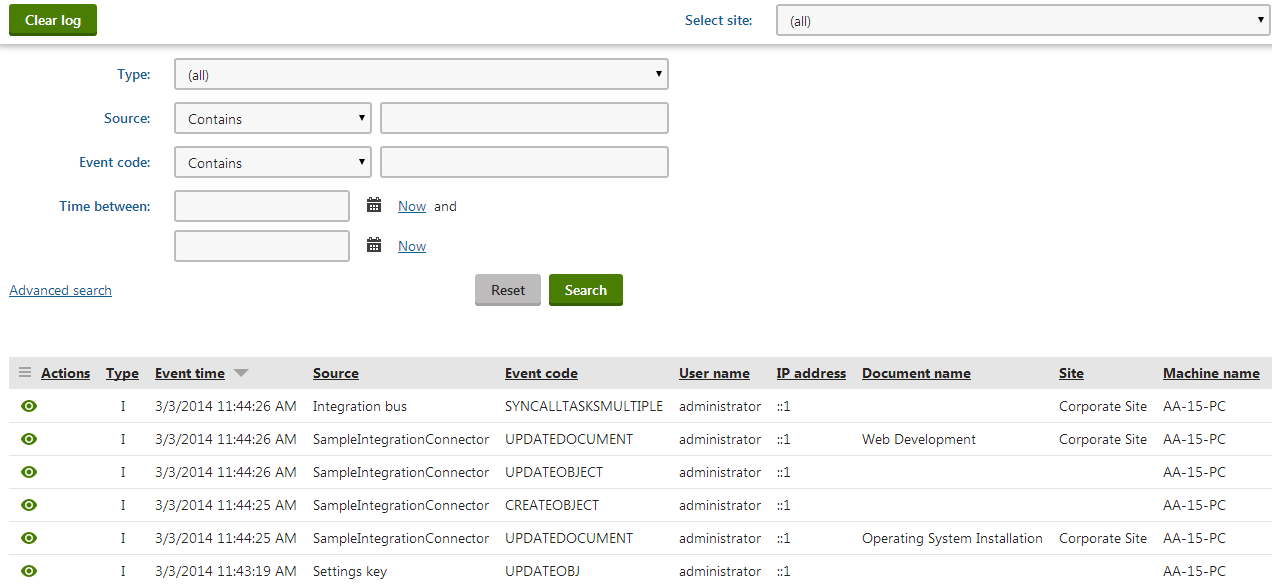 Clear log Select site: (all)
Type: (all)
Source: Contains
Event code: Contains
Time between: Now and
Now
Advanced search Reset Search
Actions Type Event time Source Event code User name IP address Document name Site Machine name
I 3/3/2014 11:44:26 AM Integration bus SYNCALLTASKSMULTIPLE administrator ::1 Corporate Site AA-15-PC
I 3/3/2014 11:44:26 AM SampleIntegrationConnector UPDATEDOCUMENT administrator ::1 Web Development Corporate Site AA-15-PC
I 3/3/2014 11:44:26 AM SampleIntegrationConnector UPDATEOBJECT administrator ::1 AA-15-PC
I 3/3/2014 11:44:25 AM SampleIntegrationConnector CREATEOBJECT administrator ::1 AA-15-PC
I 3/3/2014 11:44:25 AM SampleIntegrationConnector UPDATEDOCUMENT administrator ::1 Operating System Installation Corporate Site AA-15-PC
I 3/3/2014 11:43:19 AM Settings key UPDATEOBJ administrator ::1 AA-15-PC